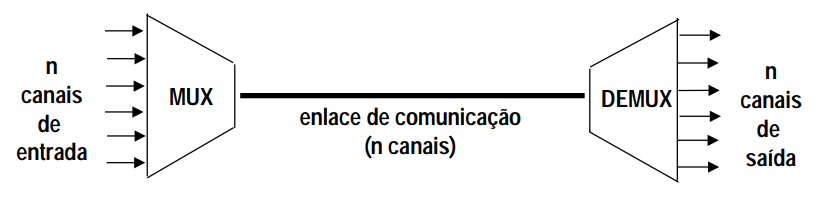 n
canais
de
entrada
MUX
enlace de comunicação
(n canais)
DEMUX
n
canais
de
saída